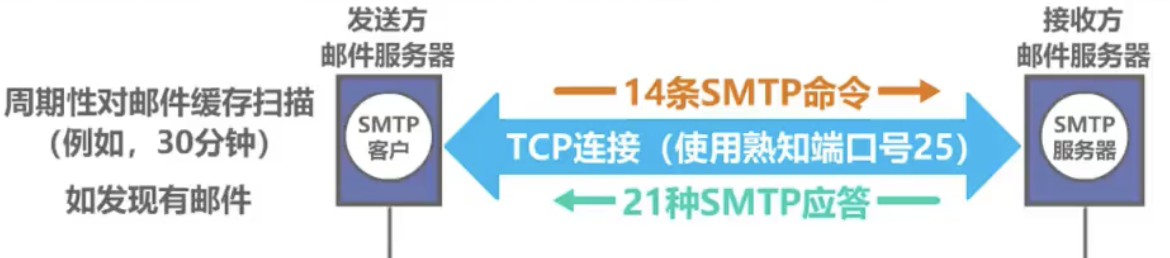 发送方
邮件服务器
接收方
邮件服务器
周期性对邮件缓存扫描
（例如，30分钟）
如发现有邮件
SMTP
客户
14条SMTP命令
TCP连接（使用熟知端口号25）
21种SMTP应答
SMTP
服务器